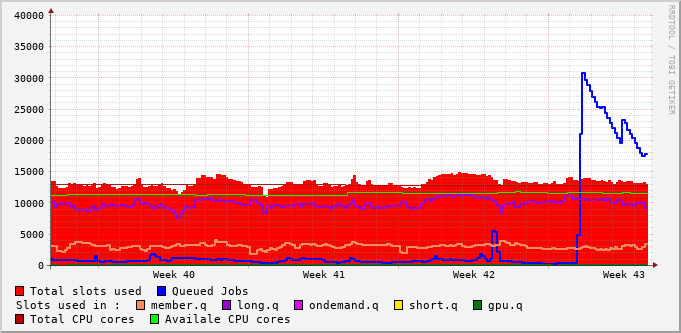 40000
35000
30000
25000
20000
15000
10000
5000
0
Week 40 Week 41 Week 42 Week 43
Total slots used Queued Jobs
Slots used in : member.q long.q ondemand.q short.q gpu.q
Total CPU cores Availale CPU cores
RRDTOOL / TOBI OETIKER